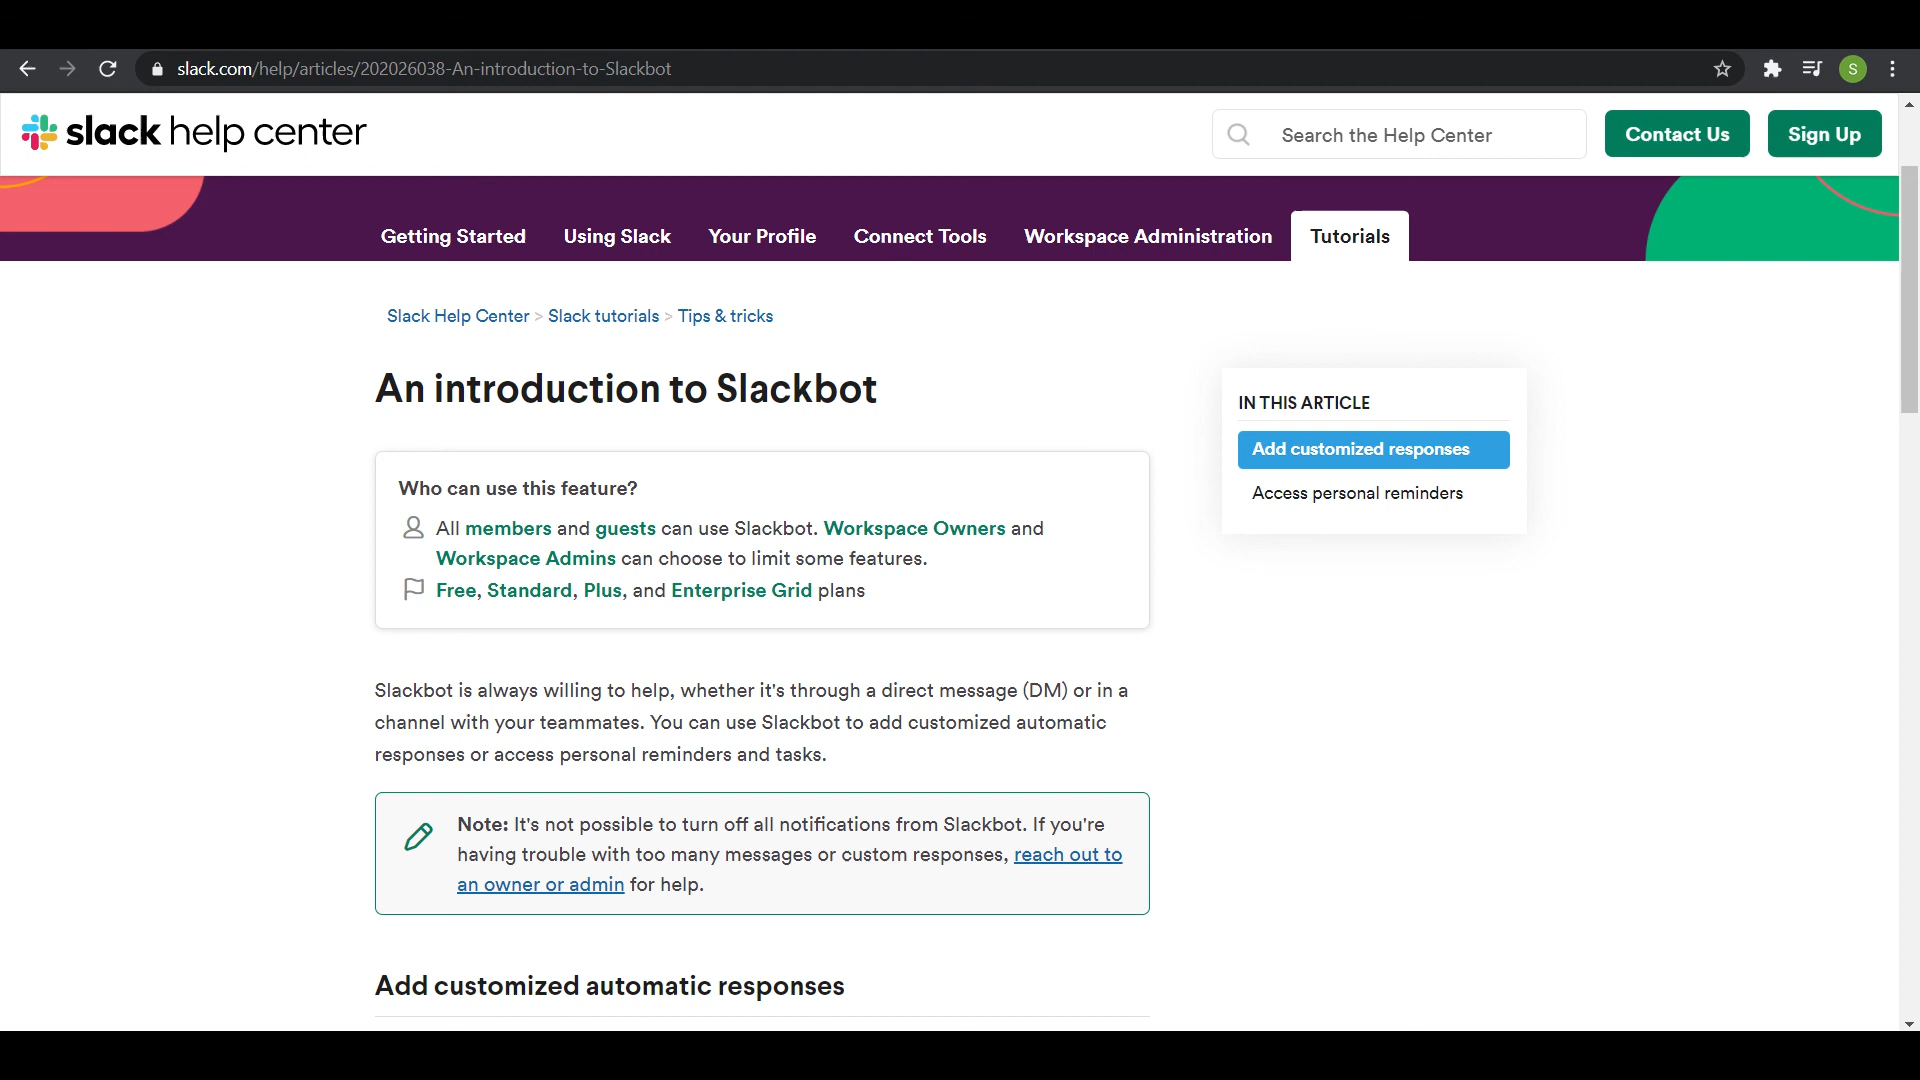 slack.com/help/articles/202026038-An-introduction-to-Slackbot
S
slack help center
Search the Help Center
Contact Us
Sign Up
Getting Started
Using Slack
Your Profile
Connect Tools
Workspace Administration
Tutorials
Slack Help Center > Slack tutorials > Tips & tricks
An introduction to Slackbot
Who can use this feature?
All members and guests can use Slackbot. Workspace Owners and
Workspace Admins can choose to limit some features.
Free, Standard, Plus, and Enterprise Grid plans
Slackbot is always willing to help, whether it's through a direct message (DM) or in a
channel with your teammates. You can use Slackbot to add customized automatic
responses or access personal reminders and tasks.
Note: It's not possible to turn off all notifications from Slackbot. If you're
having trouble with too many messages or custom responses, reach out to
an owner or admin for help.
Add customized automatic responses
IN THIS ARTICLE
Add customized responses
Access personal reminders